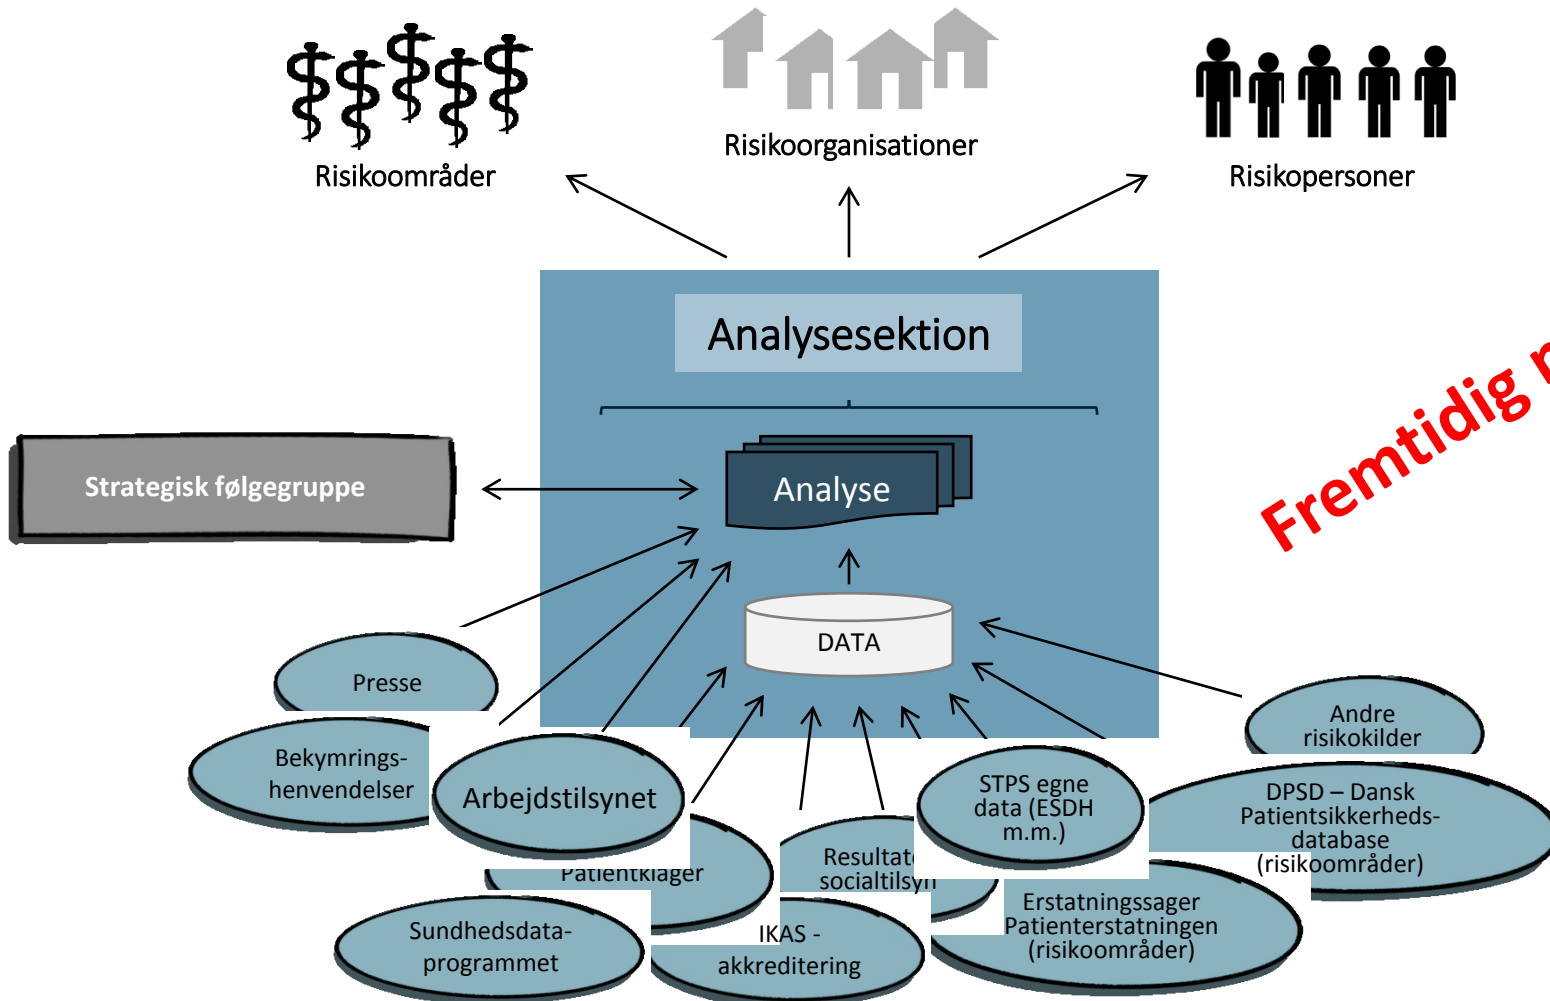 Risikoområder
Risikoorganisationer
Risikopersoner
Analysesektion
Fremtidig
Strategisk følgegruppe
Analyse
DATA
Presse
Bekymrings-
henvendelser
Arbejdstilsynet
Patientklager
Sundhedsdata-
programmet
IKAS -
akkreditering
socialtilsyn
STPS egne
data (ESDH
m.m.)
Erstatningssager
Patienterstatningen
(risikoområder)
Andre
risikokilder
DPSD – Dansk
Patientsikkerheds-
database
(risikoområder)